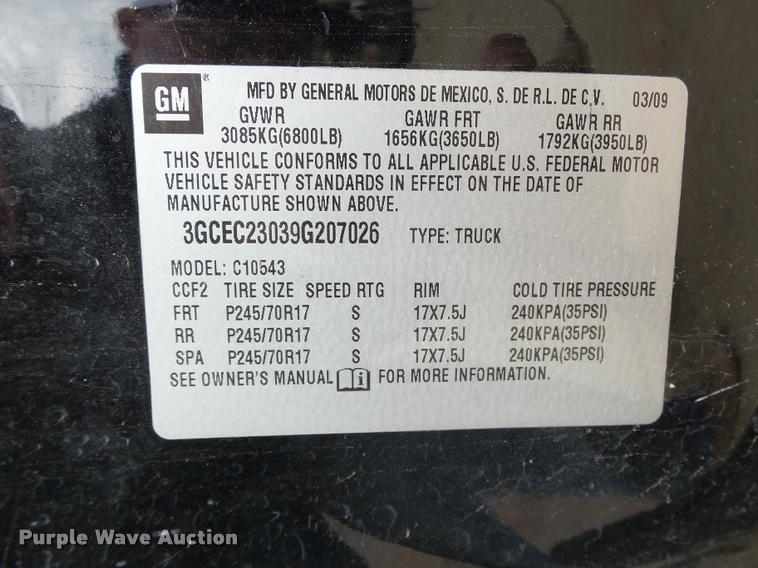 GM ® MFD BY GENERAL MOTORS DE MEXICO, S. DE R.L. DE C.V. 03/09
GVWR GAWR FRT GAWR RR
3085KG(6800LB) 1656KG(3650LB) 1792KG(3950LB)
THIS VEHICLE CONFORMS TO ALL APPLICABLE U.S. FEDERAL MOTOR
VEHICLE SAFETY STANDARDS IN EFFECT ON THE DATE OF
MANUFACTURE SHOWN ABOVE.
3GCEC23039G207026 TYPE: TRUCK
MODEL: C10543
CCF2 TIRE SIZE SPEED RTG RIM COLD TIRE PRESSURE
FRT P245/70R17 S 17X7.5J 240KPA(35PSI)
RR P245/70R17 S 17X7.5J 240KPA(35PSI)
SPA P245/70R17 S 17X7.5J 240KPA(35PSI)
SEE OWNER'S MANUAL i FOR MORE INFORMATION.
Purple Wave Auction